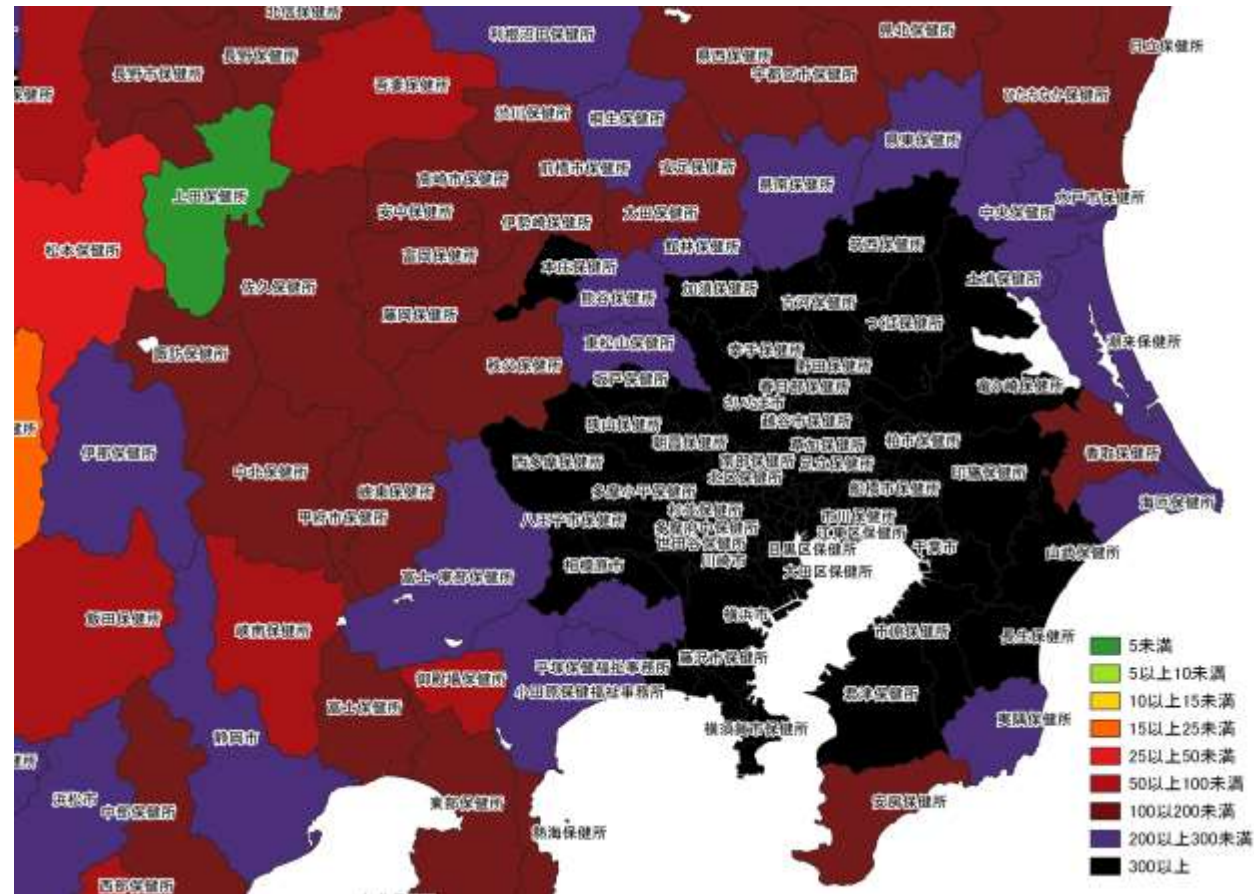 北信保健所
利根沼田保健所
県北保健所
日立保健所
長野保健所
長野市保健所
県西保健所
宇都宮市保健所
保健所
吾妻保健所
ひたちなか保健所
渋川保健所
桐生保健所
県東保健所
前橋市保健所
安足保健所
上田保健所
高崎市保健所
県南保健所
水戸市保健所
安中保健所
太田保健所
中央保健所
伊勢崎保健所
松本保健所
富岡保健所
館林保健所
筑西保健所
本庄保健所
佐久保健所
熊谷保健所
加須保健所
土浦保健所
古河保健所
藤岡保健所
つくば保健所
東松山保健所
幸手保健所
潮来保健所
諏訪保健所
秩父保健所
野田保健所
坂戸保健所
春日部保健所
竜ケ崎保健所
さいたま市
狭山保健所
越谷市保健所
健所
朝霞保健所
草加保健所
柏市保健所
伊那保健所
香取保健所
西多摩保健所
南部保健所
足立保健所
中北保健所
北区保健所
印旛保健所
峡東保健所
多摩小平保健所
船橋市保健所
海匝保健所
甲府市保健所
八王子市保健所
杉並保健所
市川保健所
多摩府中保健所
江東区保健所
世田谷保健所
目黒区保健所
千葉市
山武保健所
相模原市
川崎市
大田区保健所
富士・東部保健所
飯田保健所
横浜市
峡南保健所
市原保健所
長生保健所
藤沢市保健所
平塚保健福祉事務所
御殿場保健所
小田原保健福祉事務所
君津保健所
富士保健所
夷隅保健所
静岡市
横須賀市保健所
健所
浜松市
中部保健所
東部保健所
安房保健所
熱海保健所
西部保健所
5未満
5以上10未満
10以上15未満
15以上25未満
25以上50未満
50以上100未満
100以200未満
200以上300未満
300以上